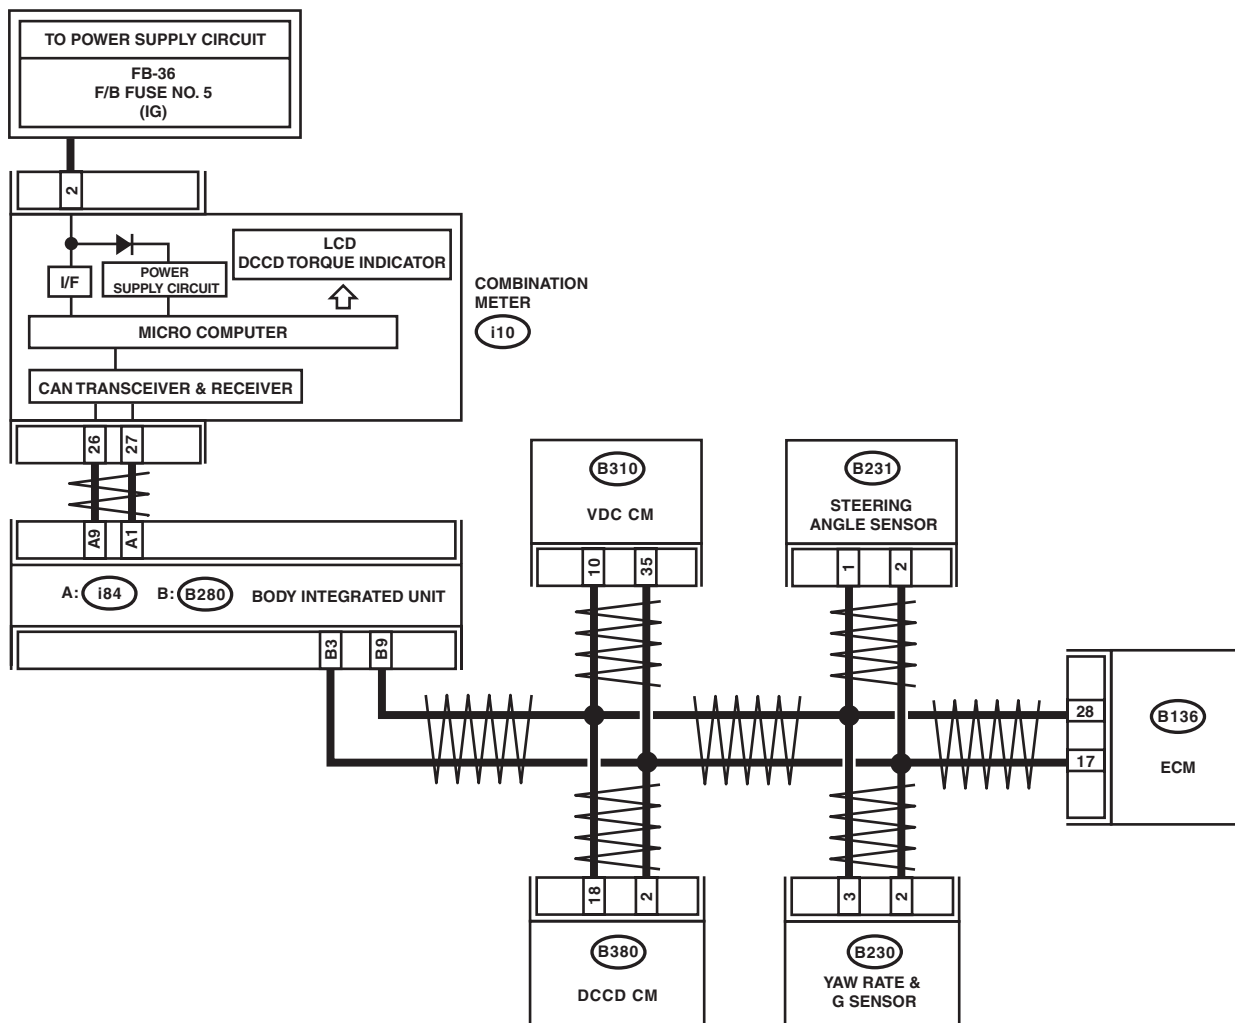 TO POWER SUPPLY CIRCUIT
FB-36
F/B FUSE NO. 5
(IG)
2
LCD
DCCD TORQUE INDICATOR
I/F
POWER
SUPPLY CIRCUIT
MICRO COMPUTER
CAN TRANSCEIVER & RECEIVER
COMBINATION
METER
i10
26
27
A9
A1
A: i84 B: B280 BODY INTEGRATED UNIT
B3
B9
B310
VDC CM
10
35
B231
STEERING
ANGLE SENSOR
1
2
28
17
B136
ECM
18
2
B380
DCCD CM
3
2
B230
YAW RATE &
G SENSOR